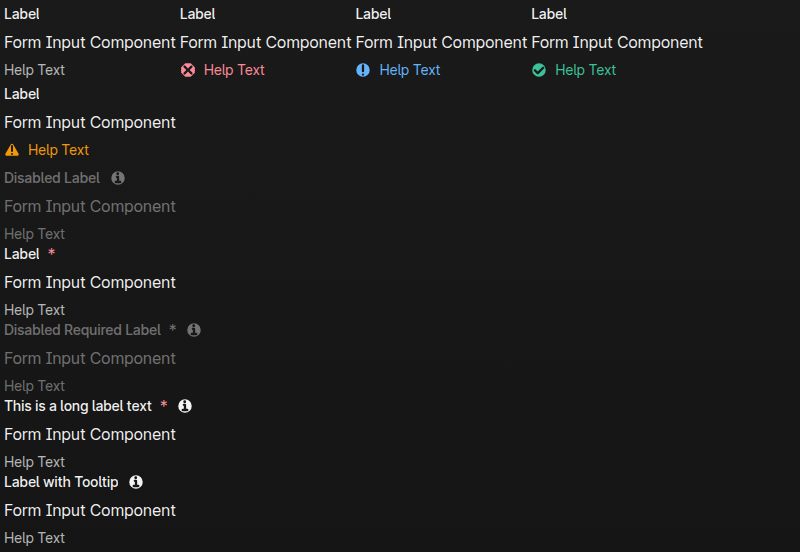 Label Label Label Label
Form Input Component Form Input Component Form Input Component Form Input Component
Help Text Help Text Help Text Help Text
Label
Form Input Component
Help Text
Disabled Label
Form Input Component
Help Text
Label *
Form Input Component
Help Text
Disabled Required Label *
Form Input Component
Help Text
This is a long label text *
Form Input Component
Help Text
Label with Tooltip
Form Input Component
Help Text